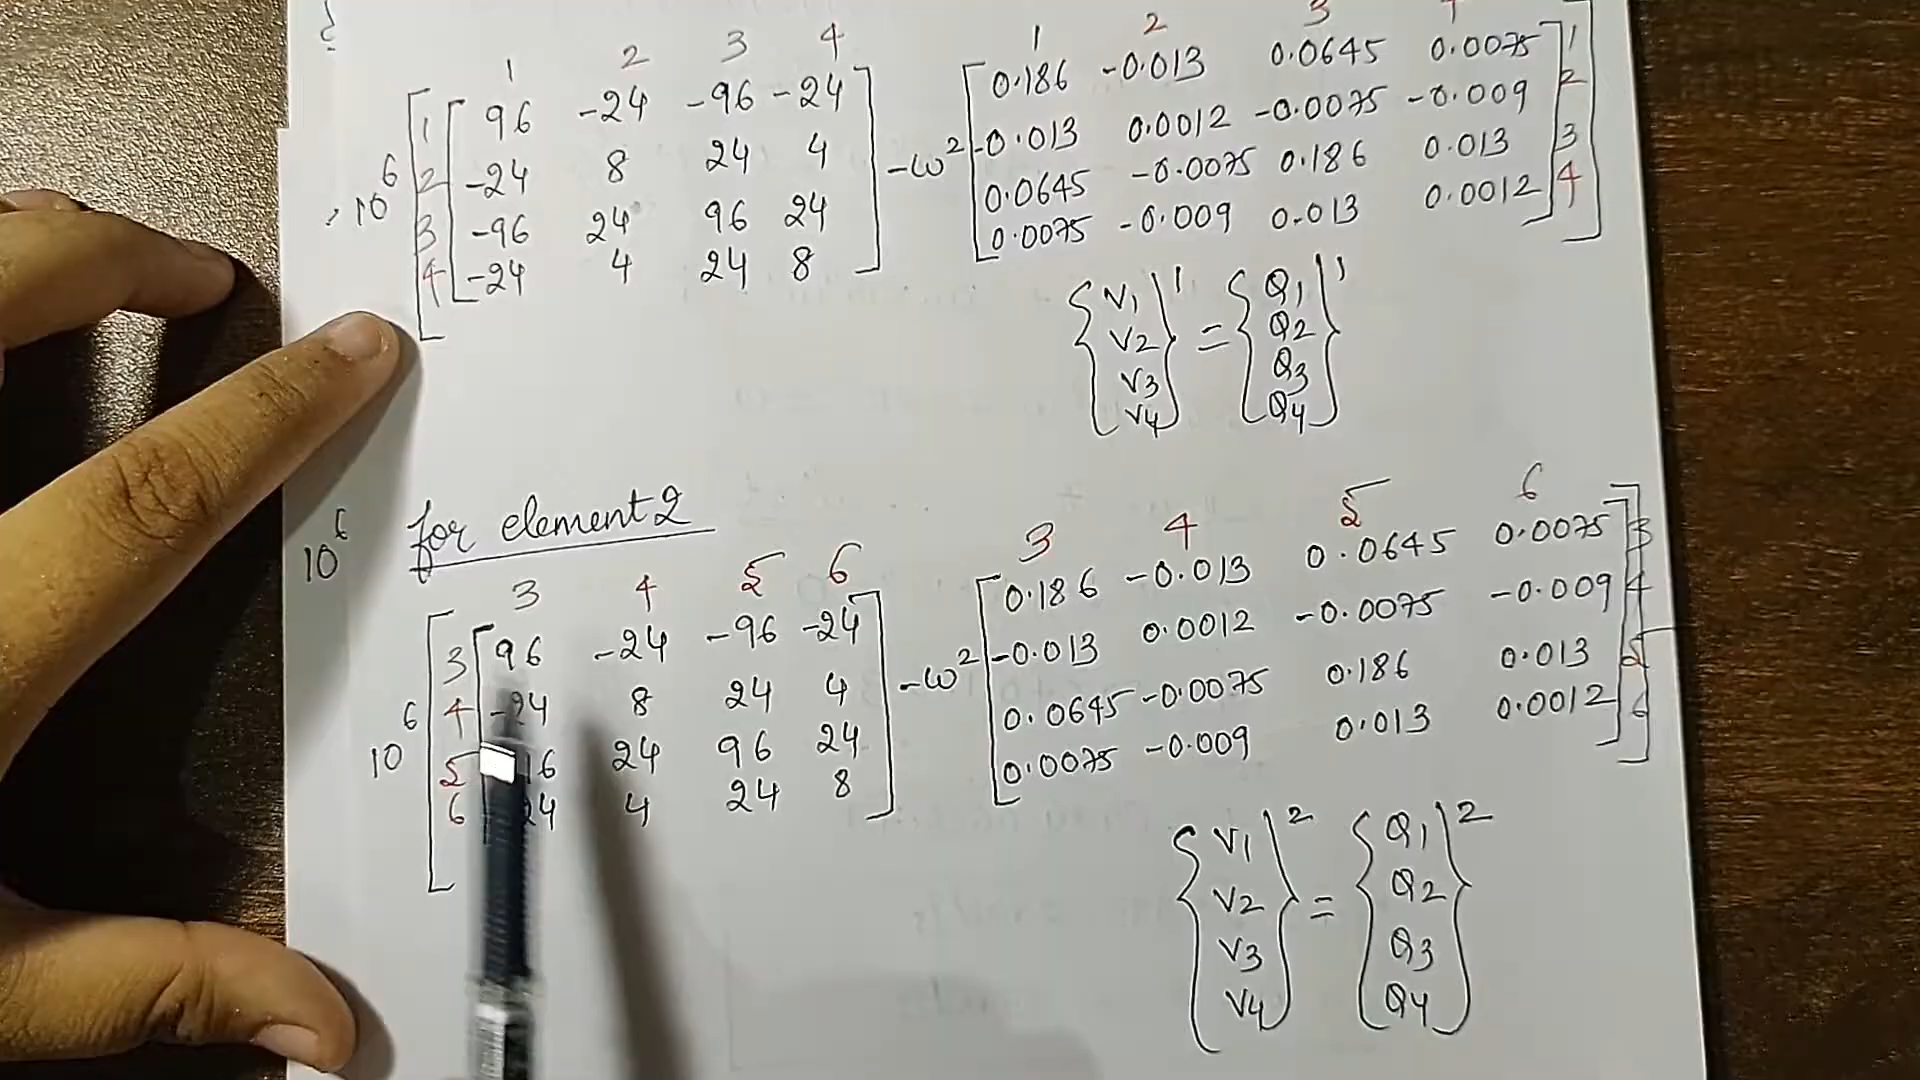 1 2 3 4 1 2 3
10^6 [ 1 [ 96 -24 -96 -24 ] -ω^2 [ 0.186 -0.013 0.0645 0.0075 ] 1
2 -24 8 24 4 -0.013 0.0012 -0.0075 -0.009 2
3 -96 24 96 24 0.0645 -0.0075 0.186 0.013 3
4 -24 4 24 8 0.0075 -0.009 0.013 0.0012 4 ]
{ V1 V2 V3 V4 }^1 = { Q1 Q2 Q3 Q4 }^1
10^6 for element 2
3 4 5 6 3 4 5 6
10^6 [ 3 [ 96 -24 -96 -24 ] -ω^2 [ 0.186 -0.013 0.0645 0.0075 ] 3
4 -24 8 24 4 -0.013 0.0012 -0.0075 -0.009 4
5 24 96 24 0.0645 -0.0075 0.186 0.013 5
6 4 24 8 0.0075 -0.009 0.013 0.0012 6 ]
{ V1 V2 V3 V4 }^2 = { Q1 Q2 Q3 Q4 }^2